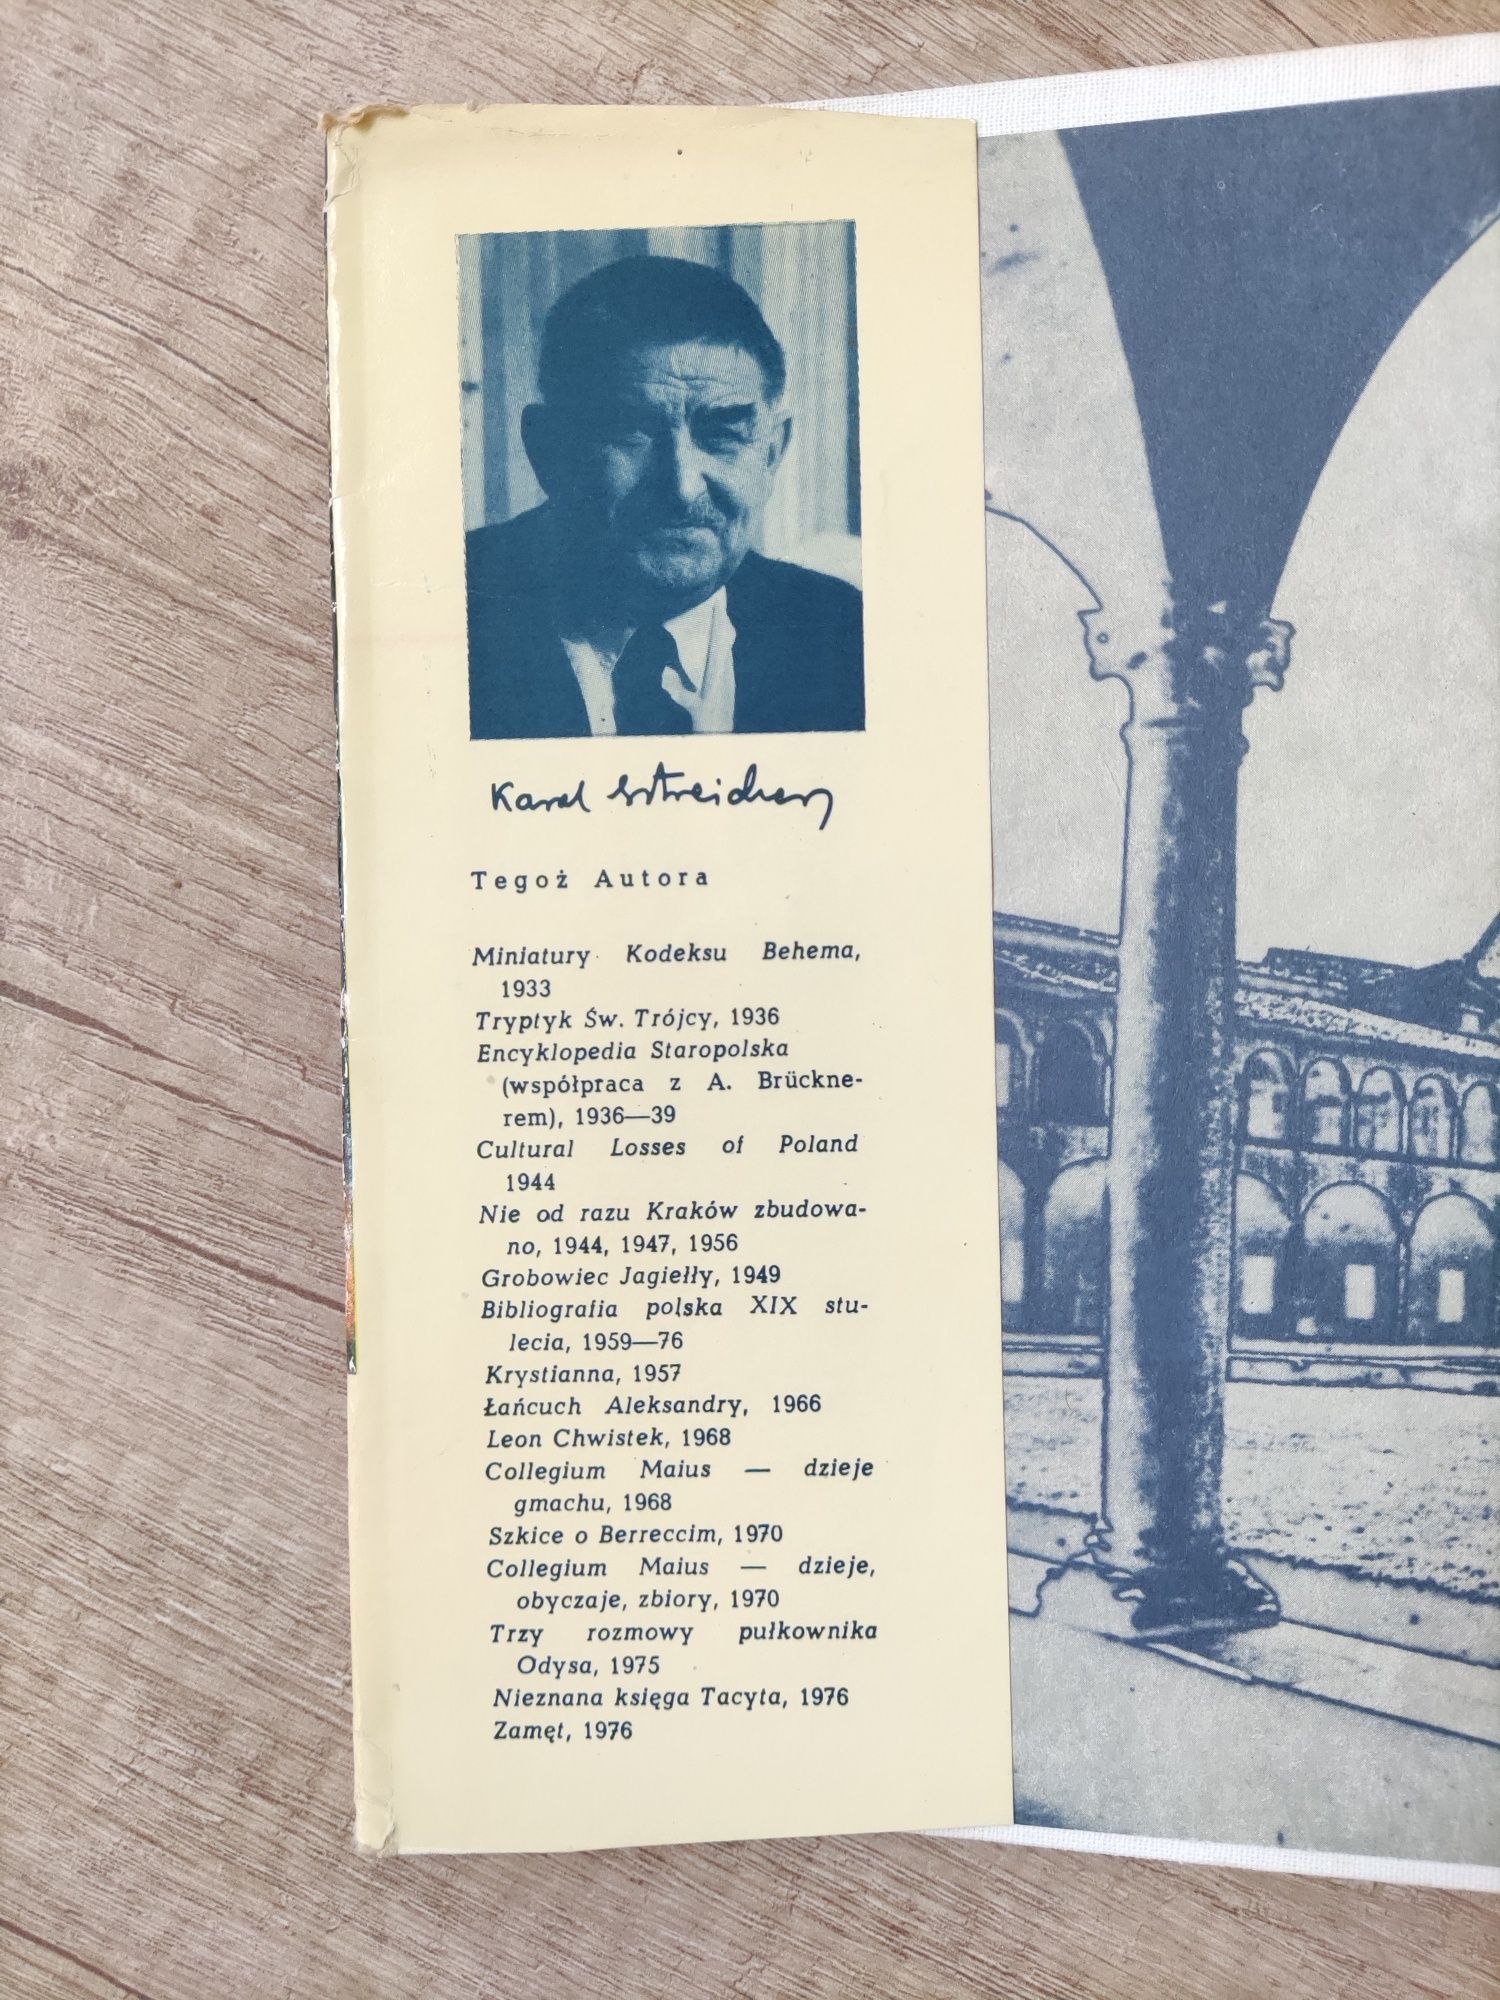 Karol Estreicher
Tegoż Autora
Miniatury Kodeksu Behema,
1933
Tryptyk Św. Trójcy, 1936
Encyklopedia Staropolska
(współpraca z A. Brückne-
rem), 1936—39
Cultural Losses of Poland
1944
Nie od razu Kraków zbudowa-
no, 1944, 1947, 1956
Grobowiec Jagiełły, 1949
Bibliografia polska XIX stu-
lecia, 1959—76
Krystianna, 1957
Łańcuch Aleksandry, 1966
Leon Chwistek, 1968
Collegium Maius — dzieje
gmachu, 1968
Szkice o Berreccim, 1970
Collegium Maius — dzieje,
obyczaje, zbiory, 1970
Trzy rozmowy pułkownika
Odysa, 1975
Nieznana księga Tacyta, 1976
Zamęt, 1976